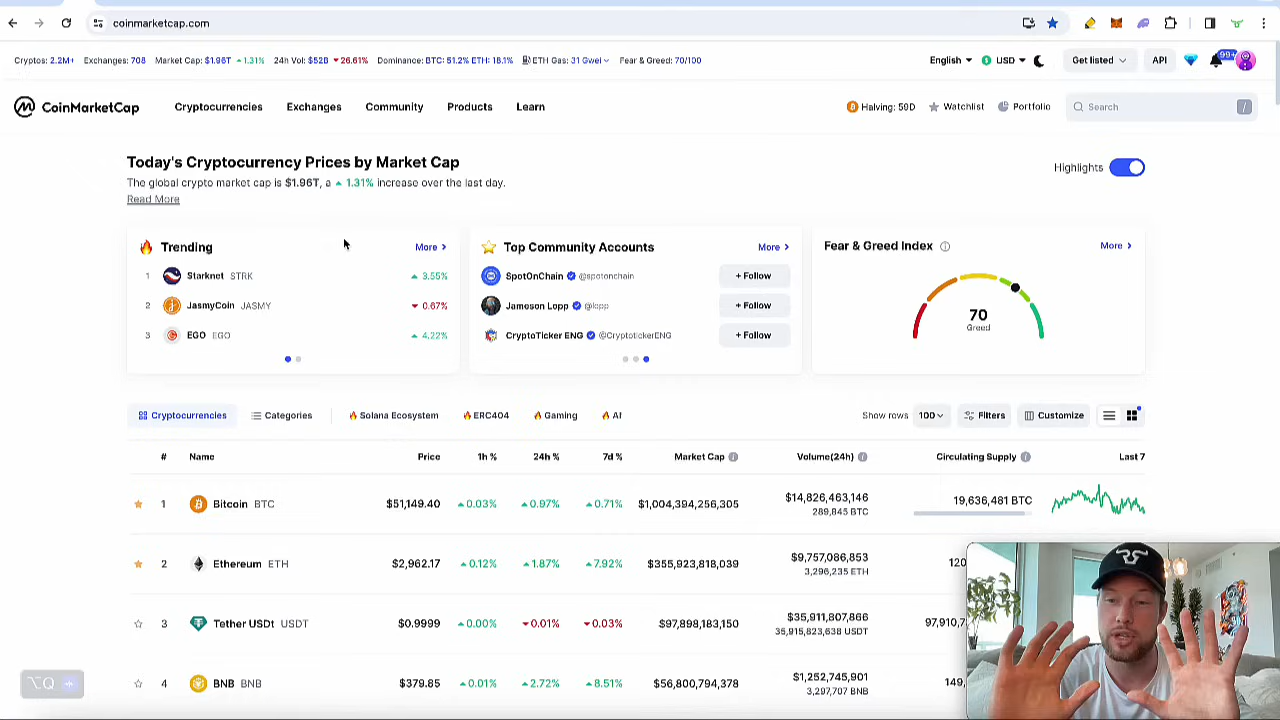 coinmarketcap.com
Cryptos: 2.2M+ Exchanges: 708 Market Cap: $1.96T 1.31% 24h Vol: $52B 26.61% Dominance: BTC: 51.2% ETH: 18.1% ETH Gas: 31 Gwei Fear & Greed: 70/100 English USD Get listed API 99+
CoinMarketCap Cryptocurrencies Exchanges Community Products Learn Halving: 59D Watchlist Portfolio Search /
Today's Cryptocurrency Prices by Market Cap
Highlights
The global crypto market cap is $1.96T, a 1.31% increase over the last day.
Read More
Trending More >
1 Starknet STRK 3.55%
2 JasmyCoin JASMY 0.67%
3 EGO EGO 4.22%
Top Community Accounts More >
SpotOnChain @spotonchain + Follow
Jameson Lopp @lopp + Follow
CryptoTicker ENG @CryptotickerENG + Follow
Fear & Greed Index More >
70
Greed
Cryptocurrencies Categories Solana Ecosystem ERC404 Gaming AI Show rows 100 Filters Customize
# Name Price 1h % 24h % 7d % Market Cap Volume(24h) Circulating Supply Last 7
1 Bitcoin BTC $51,149.40 0.03% 0.97% 0.71% $1,004,394,256,305 $14,826,463,146 19,636,481 BTC
289,845 BTC
2 Ethereum ETH $2,962.17 0.12% 1.87% 7.92% $355,923,818,039 $9,757,086,853 120
3,296,235 ETH
3 Tether USDt USDT $0.9999 0.00% 0.01% 0.03% $97,898,183,150 $35,911,807,866 97,910,7
35,915,823,638 USDT
4 BNB BNB $379.85 0.01% 2.72% 8.51% $56,800,794,378 $1,252,745,901 149,
3,297,707 BNB
⌥Q